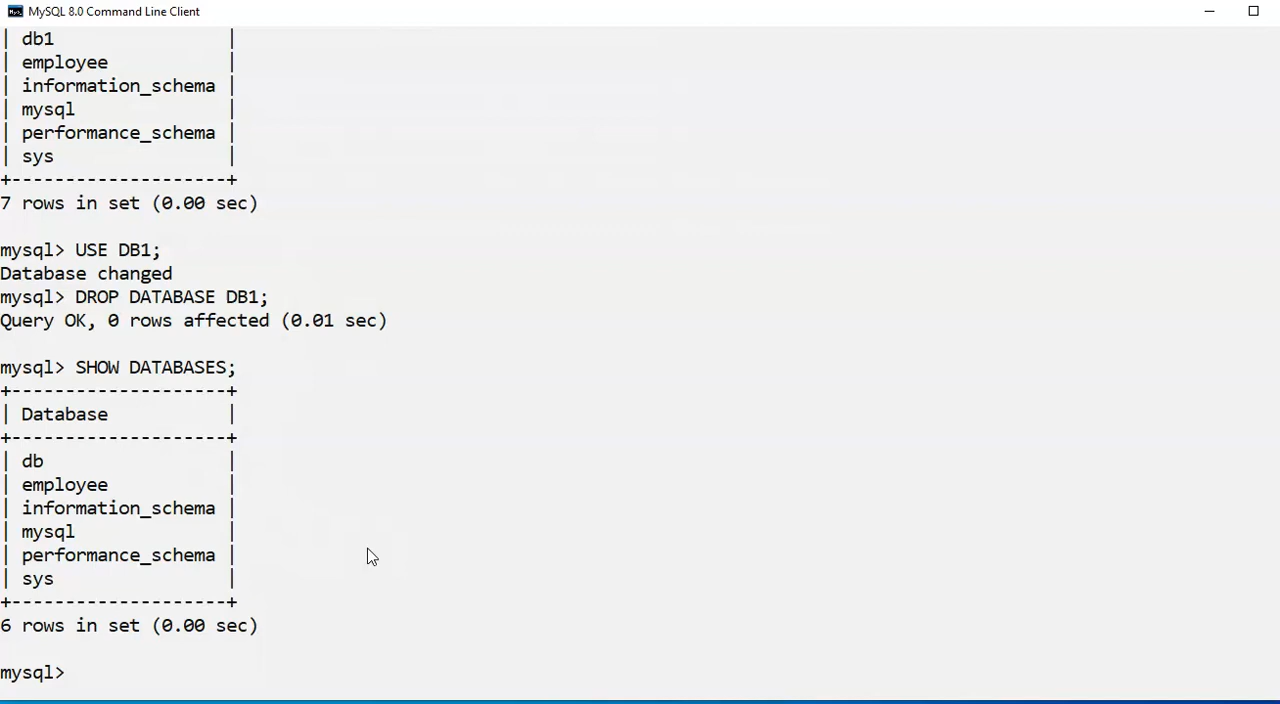 MySQL 8.0 Command Line Client
| db1                |
| employee           |
| information_schema |
| mysql              |
| performance_schema |
| sys                |
+--------------------+
7 rows in set (0.00 sec)
mysql> USE DB1;
Database changed
mysql> DROP DATABASE DB1;
Query OK, 0 rows affected (0.01 sec)
mysql> SHOW DATABASES;
+--------------------+
| Database           |
+--------------------+
| db                 |
| employee           |
| information_schema |
| mysql              |
| performance_schema |
| sys                |
+--------------------+
6 rows in set (0.00 sec)
mysql>